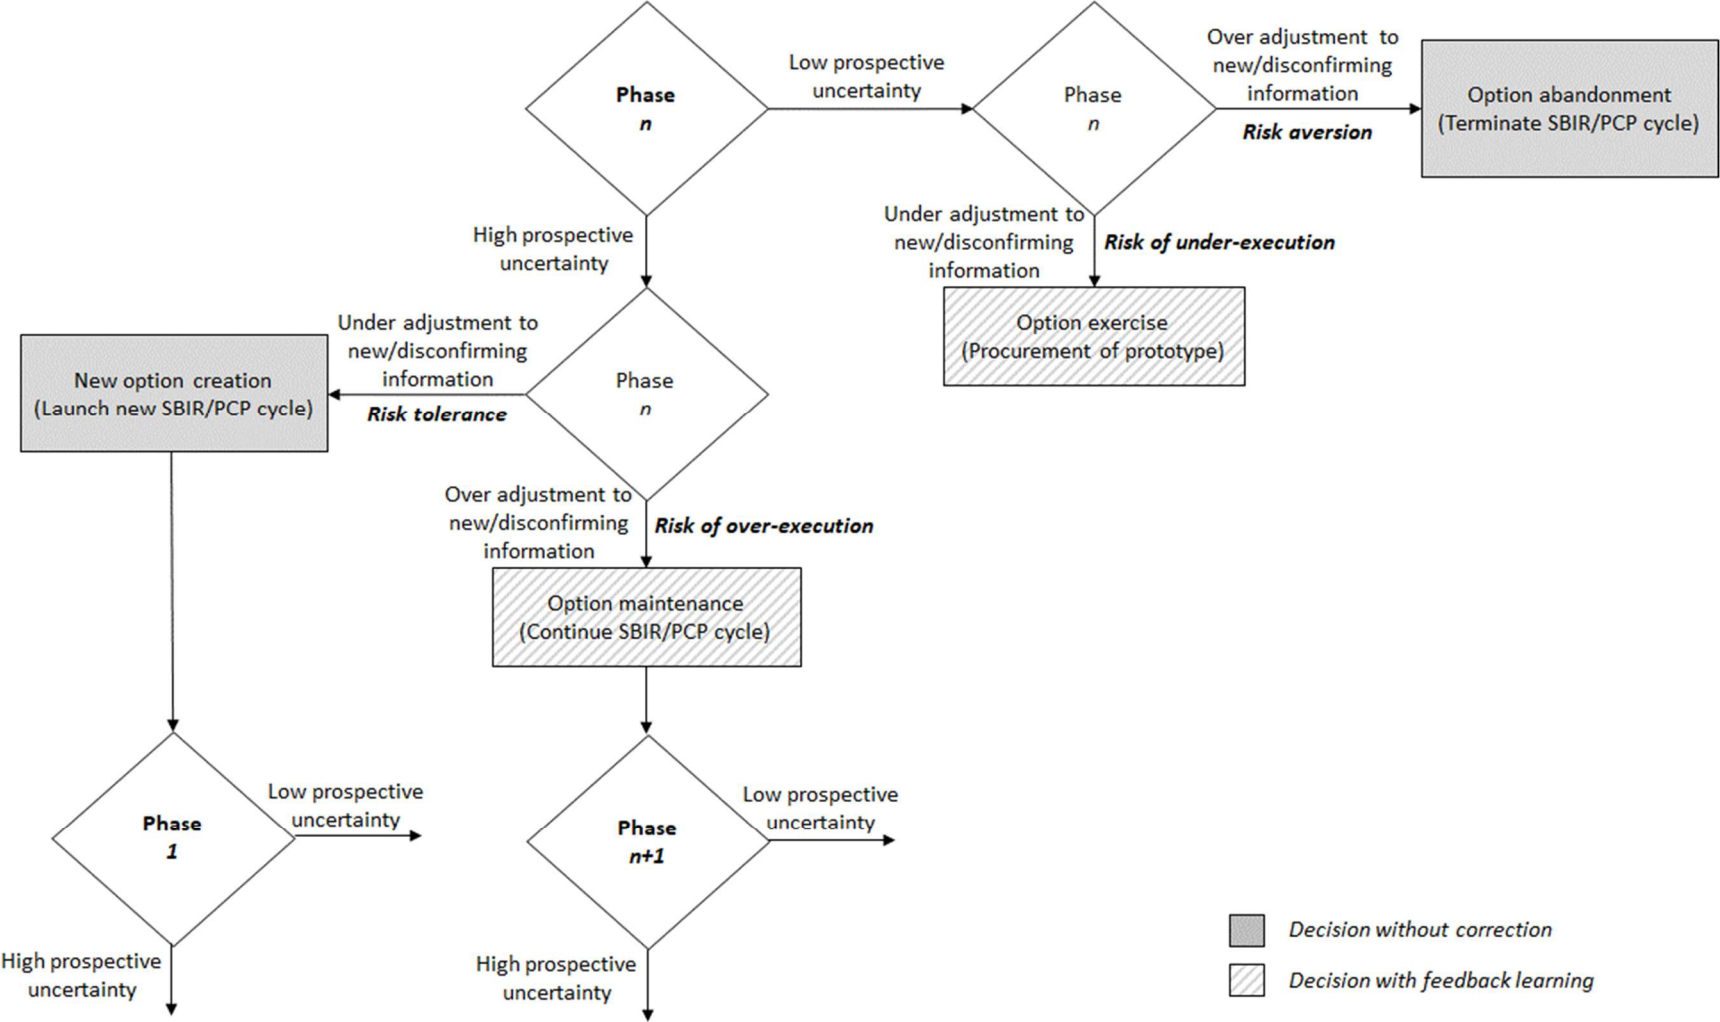 Phase
n
Low prospective
uncertainty
Phase
n
Over adjustment to
new/disconfirming
information
Risk aversion
Option abandonment
(Terminate SBIR/PCP cycle)
High prospective
uncertainty
Under adjustment to
new/disconfirming
information
Risk of under-execution
Option exercise
(Procurement of prototype)
Under adjustment to
new/disconfirming
information
Risk tolerance
New option creation
(Launch new SBIR/PCP cycle)
Phase
n
Over adjustment to
new/disconfirming
information
Risk of over-execution
Option maintenance
(Continue SBIR/PCP cycle)
Phase
1
Low prospective
uncertainty
High prospective
uncertainty
Phase
n+1
Low prospective
uncertainty
High prospective
uncertainty
Decision without correction
Decision with feedback learning